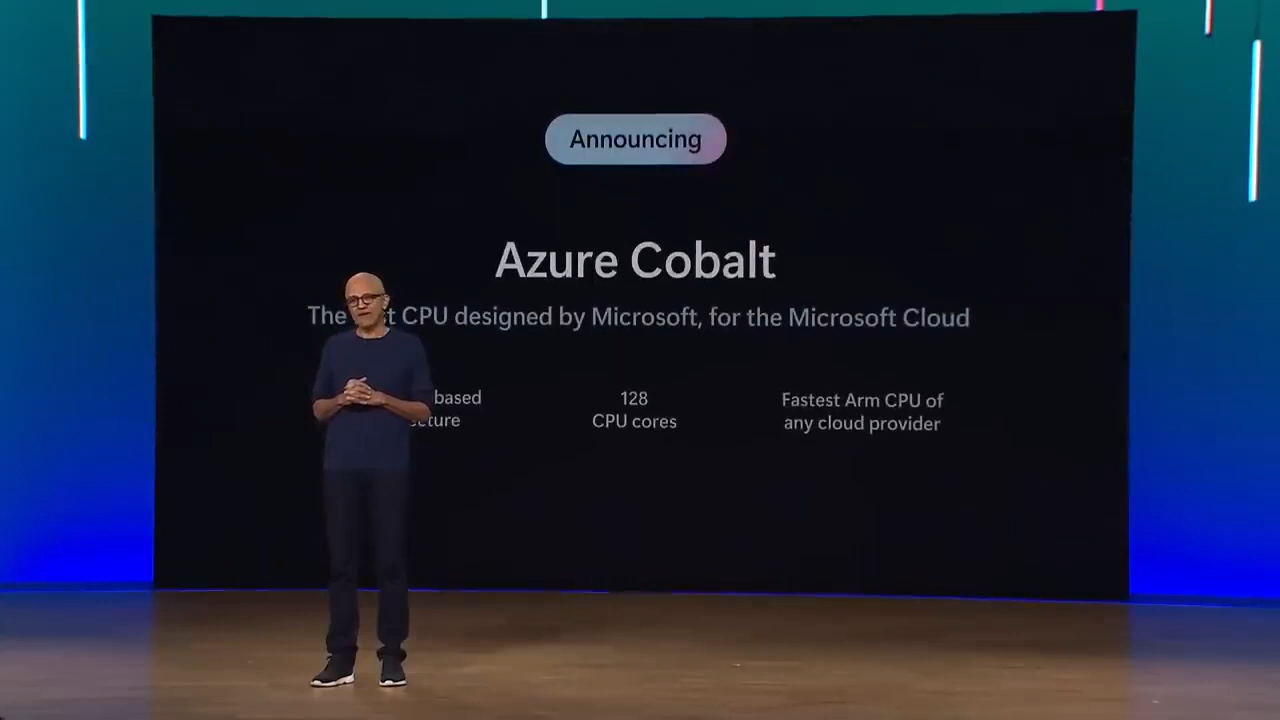 Announcing
Azure Cobalt
The CPU designed by Microsoft, for the Microsoft Cloud
based
128
CPU cores
Fastest Arm CPU of
any cloud provider